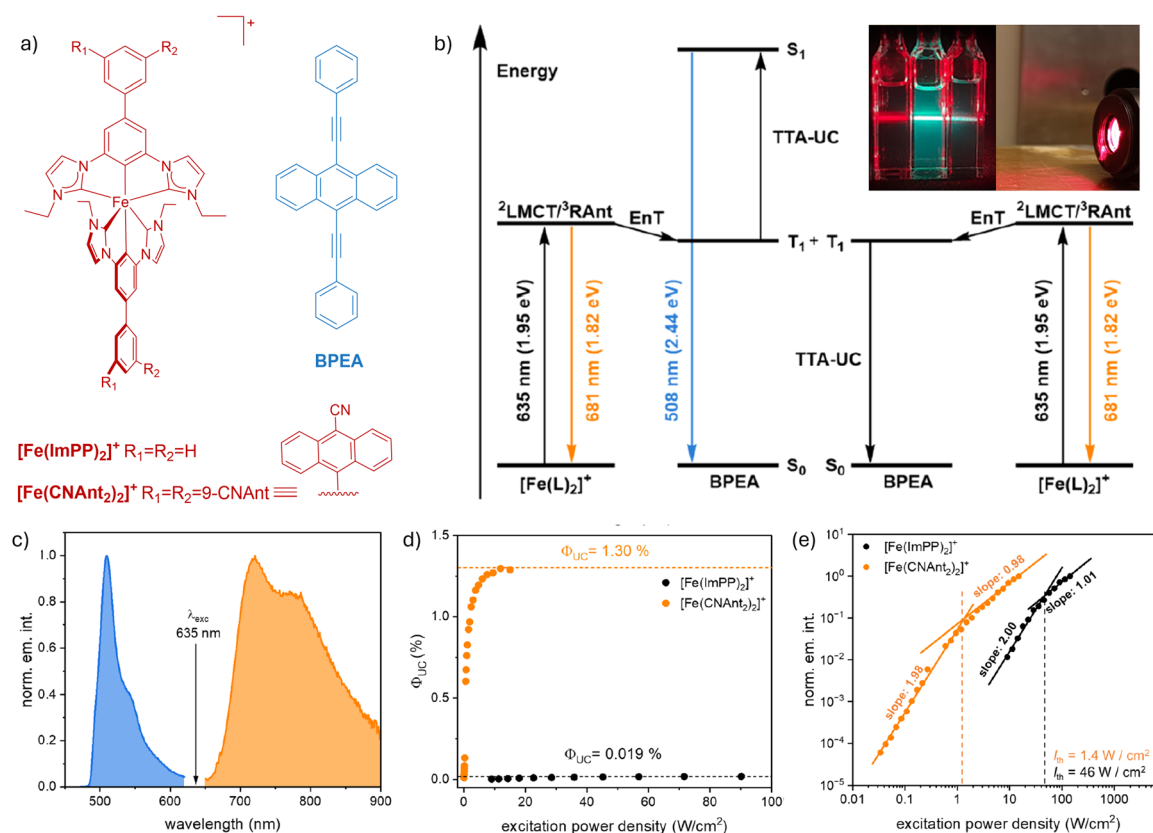 a)
]+
R1
R2
N
N
N
N
Fe
N
N
N
N
R1
R2
BPEA
CN
[Fe(ImPP)2]+ R1=R2=H
[Fe(CNAnt2)2]+ R1=R2=9-CNAnt ≡
b)
Energy
S1
TTA-UC
2LMCT/3RAnt
EnT
T1 + T1
EnT
2LMCT/3RAnt
635 nm (1.95 eV)
681 nm (1.82 eV)
508 nm (2.44 eV)
TTA-UC
635 nm (1.95 eV)
681 nm (1.82 eV)
[Fe(L)2]+
BPEA
S0
S0
BPEA
[Fe(L)2]+
c)
norm. em. int.
1.0
0.8
0.6
0.4
0.2
0.0
λexc
635 nm
500
600
700
800
900
wavelength (nm)
d)
ΦUC (%)
1.5
1.0
0.5
0.0
ΦUC= 1.30 %
[Fe(ImPP)2]+
[Fe(CNAnt2)2]+
ΦUC= 0.019 %
0
20
40
60
80
100
excitation power density (W/cm2)
(e)
norm. em. int.
10^1
10^0
10^-1
10^-2
10^-3
10^-4
10^-5
[Fe(ImPP)2]+
[Fe(CNAnt2)2]+
slope: 0.98
slope: 1.01
slope: 2.00
slope: 1.98
Ith = 1.4 W / cm2
Ith = 46 W / cm2
0.01
0.1
1
10
100
1000
excitation power density (W/cm2)